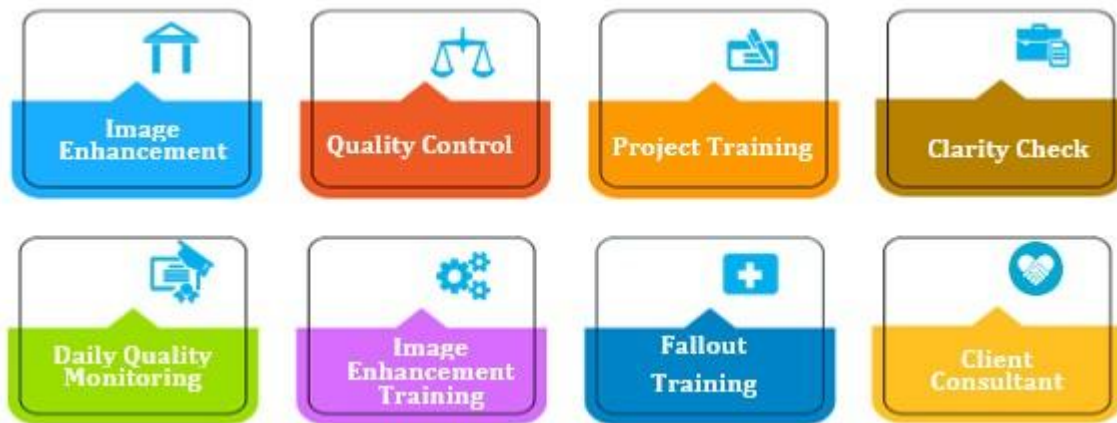 Image
Enhancement
Quality Control
Project Training
Clarity Check
Daily Quality
Monitoring
Image
Enhancement
Training
Fallout
Training
Client
Consultant